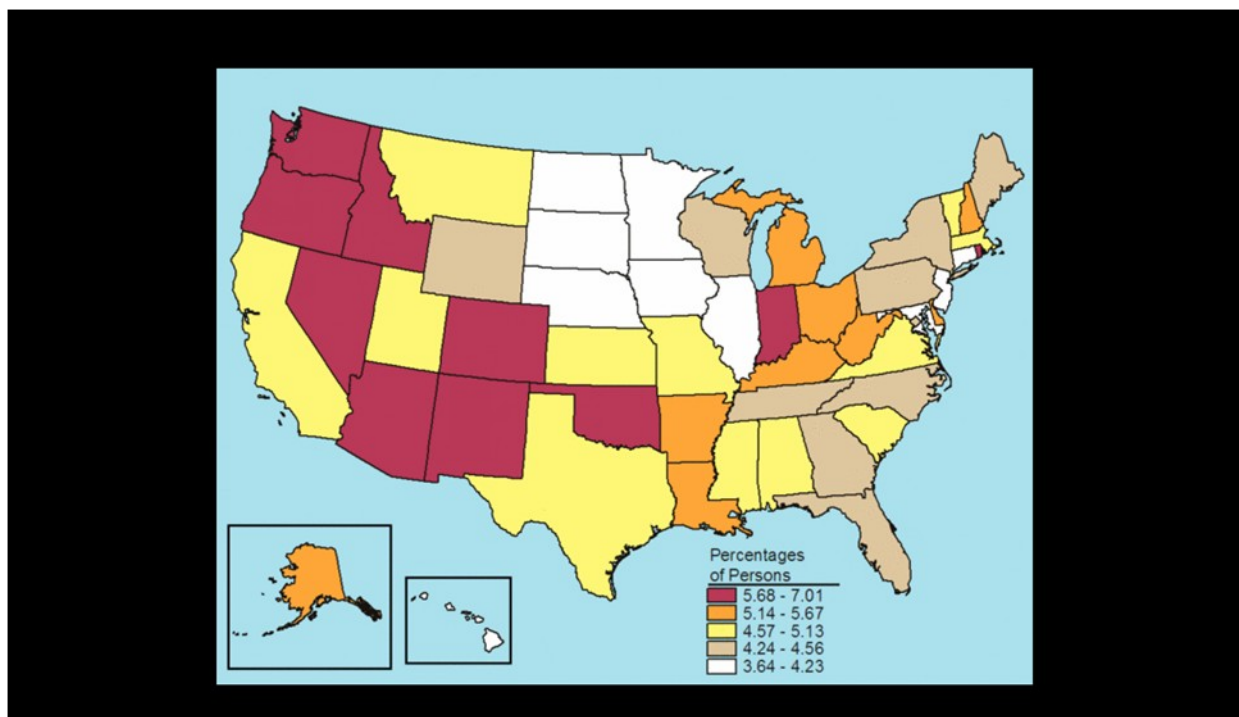 Percentages
of Persons
5.68 - 7.01
5.14 - 5.67
4.57 - 5.13
4.24 - 4.56
3.64 - 4.23